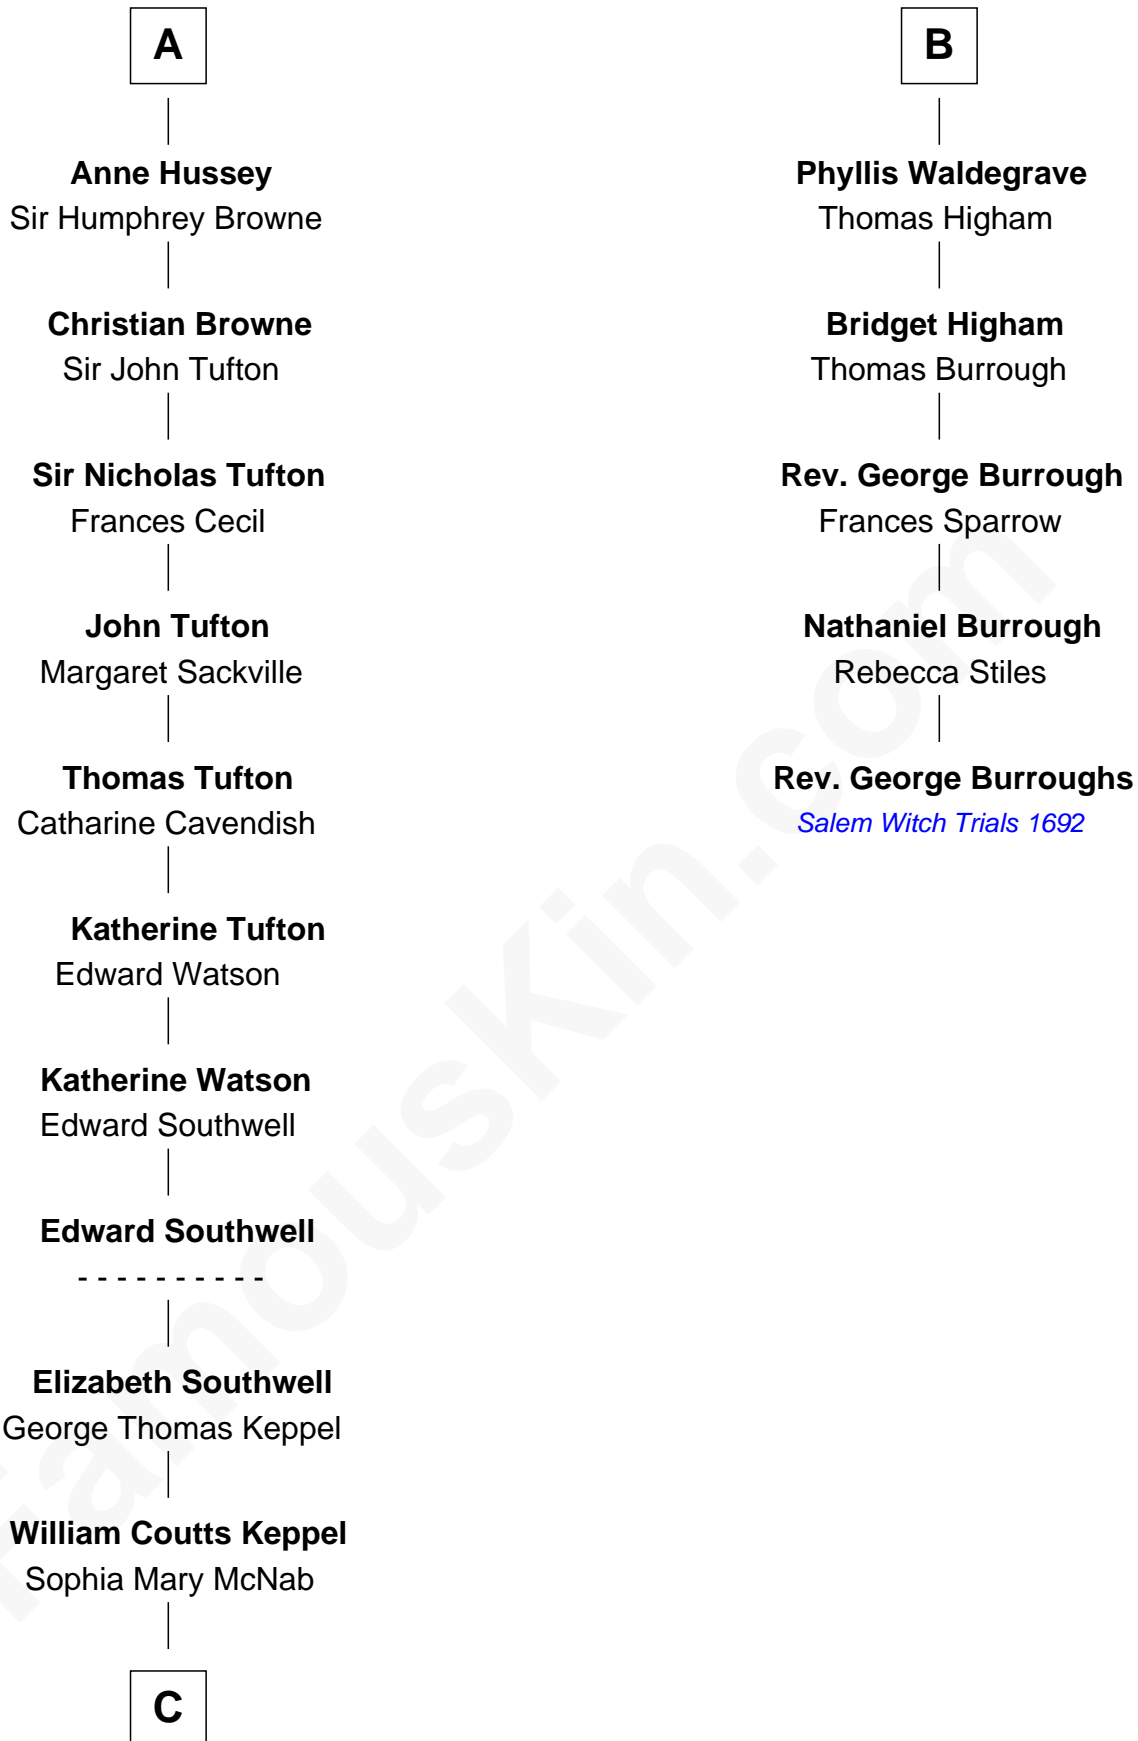 A
Anne Hussey
Sir Humphrey Browne
Christian Browne
Sir John Tufton
Sir Nicholas Tufton
Frances Cecil
John Tufton
Margaret Sackville
Thomas Tufton
Catharine Cavendish
Katherine Tufton
Edward Watson
Katherine Watson
Edward Southwell
Edward Southwell
- - - - - - - - - -
Elizabeth Southwell
George Thomas Keppel
William Coutts Keppel
Sophia Mary McNab
C
B
Phyllis Waldegrave
Thomas Higham
Bridget Higham
Thomas Burrough
Rev. George Burrough
Frances Sparrow
Nathaniel Burrough
Rebecca Stiles
Rev. George Burroughs
Salem Witch Trials 1692
FamousKin.com